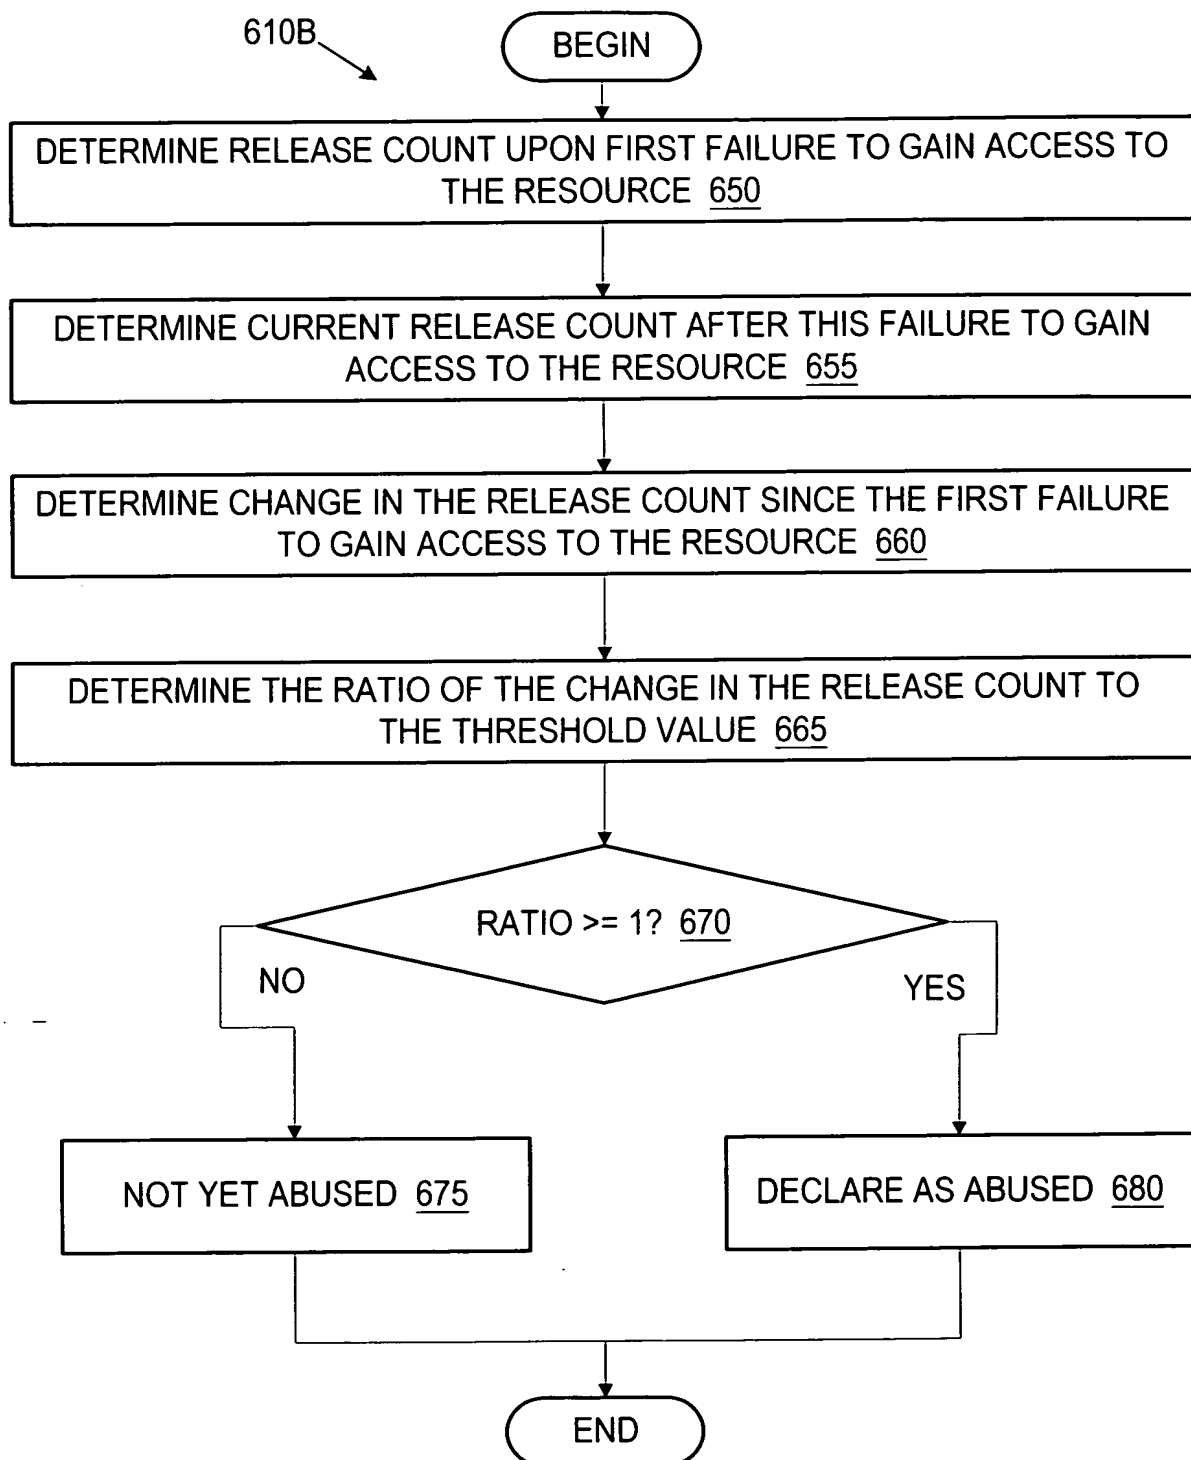 610B
BEGIN
DETERMINE RELEASE COUNT UPON FIRST FAILURE TO GAIN ACCESS TO
THE RESOURCE 650
DETERMINE CURRENT RELEASE COUNT AFTER THIS FAILURE TO GAIN
ACCESS TO THE RESOURCE 655
DETERMINE CHANGE IN THE RELEASE COUNT SINCE THE FIRST FAILURE
TO GAIN ACCESS TO THE RESOURCE 660
DETERMINE THE RATIO OF THE CHANGE IN THE RELEASE COUNT TO
THE THRESHOLD VALUE 665
RATIO >= 1? 670
NO
YES
NOT YET ABUSED 675
DECLARE AS ABUSED 680
END